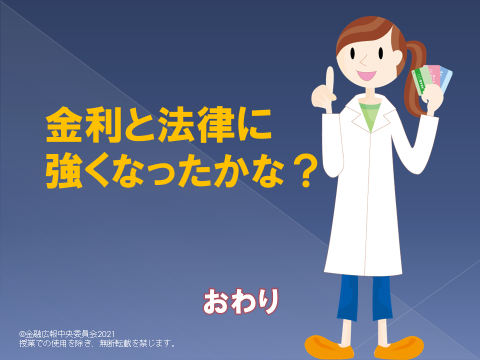 金利と法律に
強くなったかな？
おわり
©金融広報中央委員会2021
授業での使用を除き、無断転載を禁じます。